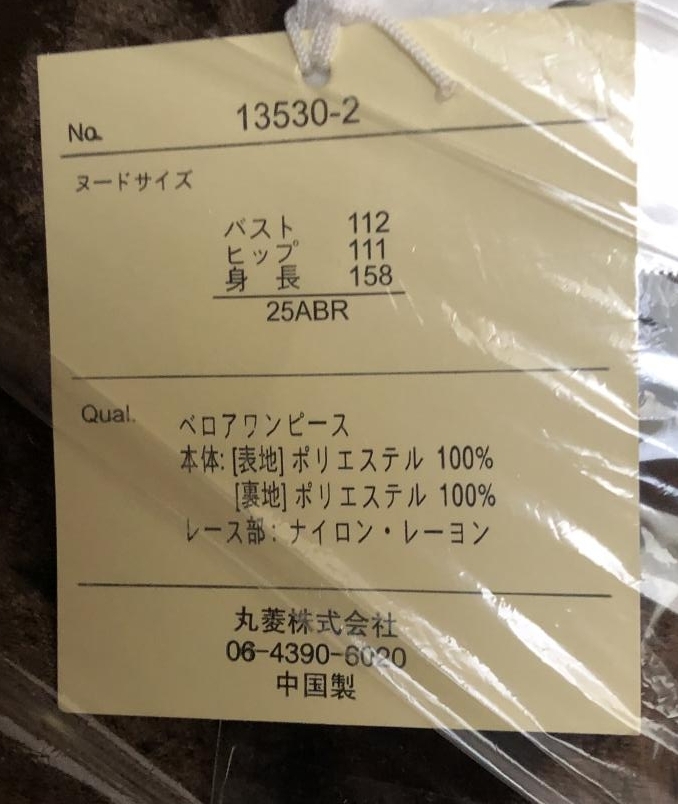 No. 13530-2
ヌードサイズ
バスト 112
ヒップ 111
身 長 158
25ABR
Qual. ベロアワンピース
本体: [表地] ポリエステル 100%
[裏地] ポリエステル 100%
レース部: ナイロン・レーヨン
丸菱株式会社
06-4390-6020
中国製